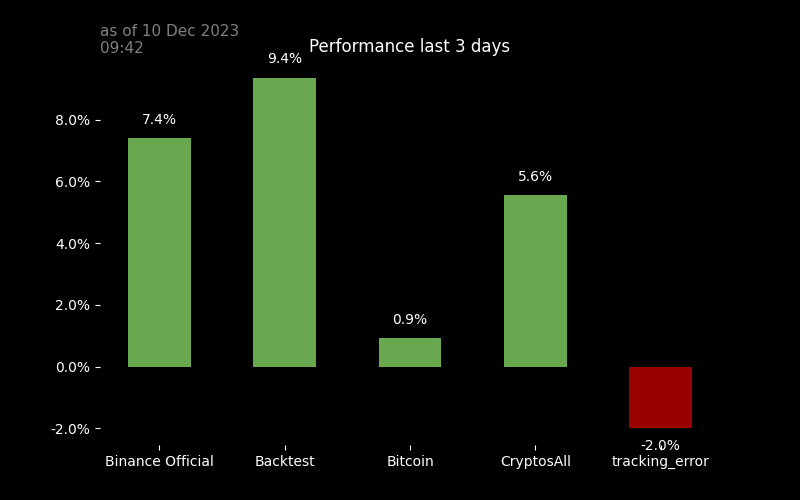 as of 10 Dec 2023
09:42
Performance last 3 days
9.4%
7.4%
5.6%
0.9%
-2.0%
8.0%
6.0%
4.0%
2.0%
0.0%
-2.0%
Binance Official
Backtest
Bitcoin
CryptosAll
tracking_error